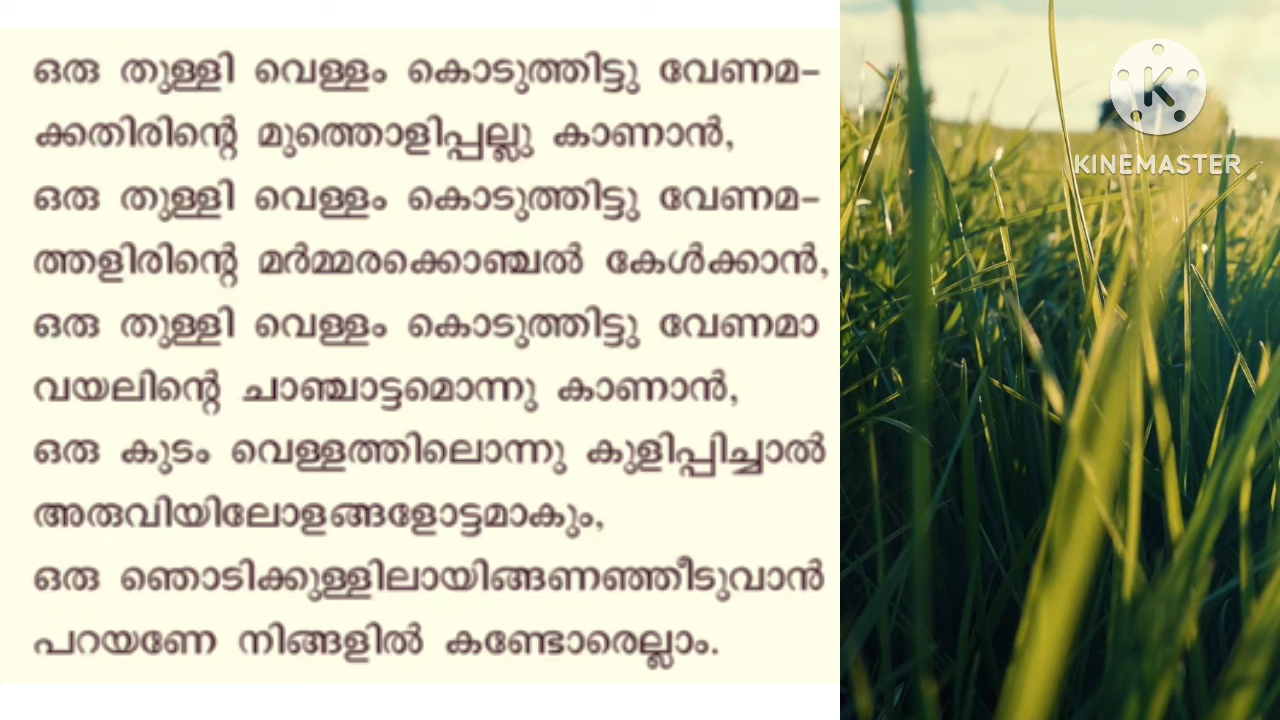 ഒരു തുള്ളി വെള്ളം കൊടുത്തിട്ടു വേണമ–
ക്കതിരിന്റെ മുത്തൊളിപ്പല്ലു കാണാൻ,
ഒരു തുള്ളി വെള്ളം കൊടുത്തിട്ടു വേണമ–
ത്തളിരിന്റെ മർമ്മരക്കൊഞ്ചൽ കേൾക്കാൻ,
ഒരു തുള്ളി വെള്ളം കൊടുത്തിട്ടു വേണമാ
വയലിന്റെ ചാഞ്ചാട്ടമൊന്നു കാണാൻ,
ഒരു കുടം വെള്ളത്തിലൊന്നു കുളിപ്പിച്ചാൽ
അരുവിയിലോളങ്ങളോട്ടമാകും,
ഒരു ഞൊടിക്കുള്ളിലായിങ്ങണഞ്ഞീടുവാൻ
പറയണേ നിങ്ങളിൽ കണ്ടോരെല്ലാം.
KINEMASTER